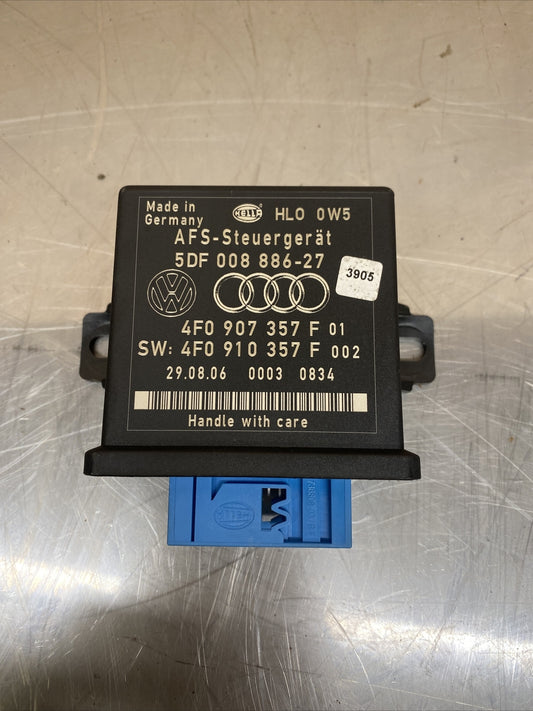 Made in
Germany
HELLA
HLO 0W5
AFS-Steuergerät
5DF 008 886-27
3905
4F0 907 357 F 01
SW: 4F0 910 357 F 002
29.08.06 0003 0834
Handle with care
HELLA